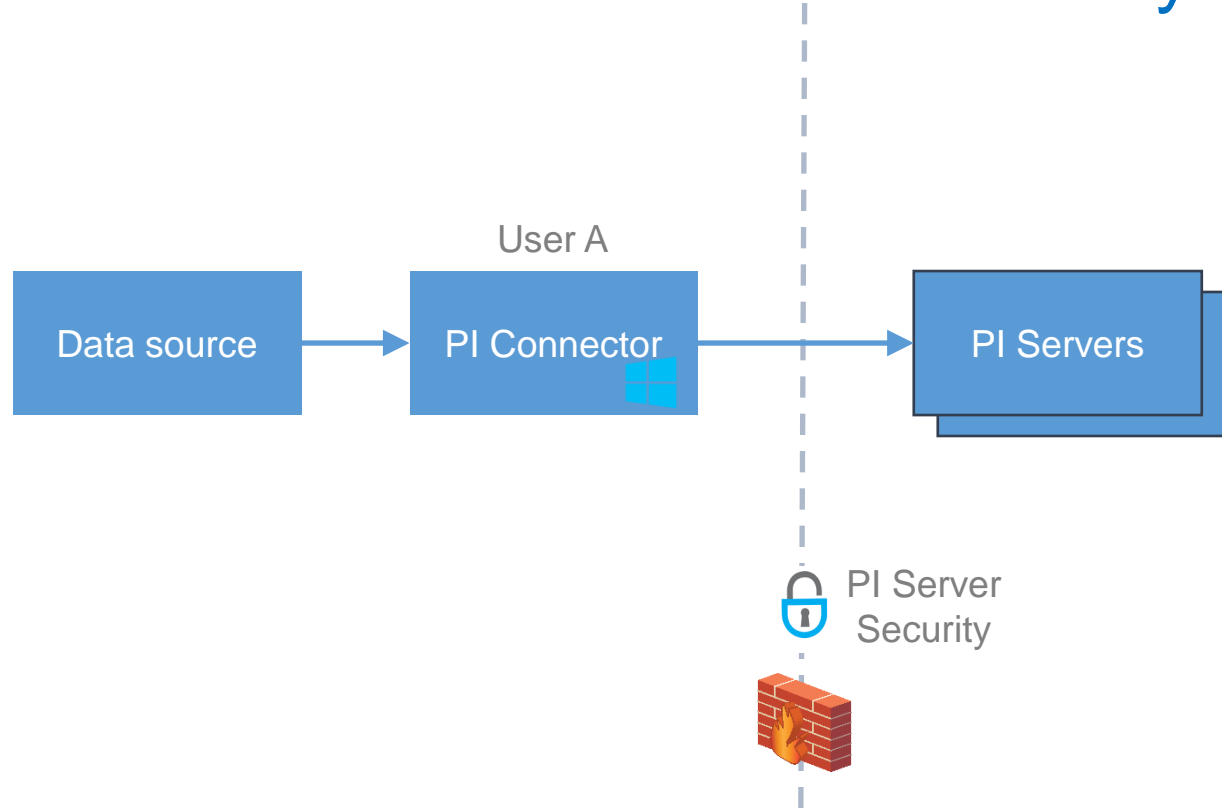 User A
Data source
PI Connector
PI Servers
PI Server
Security